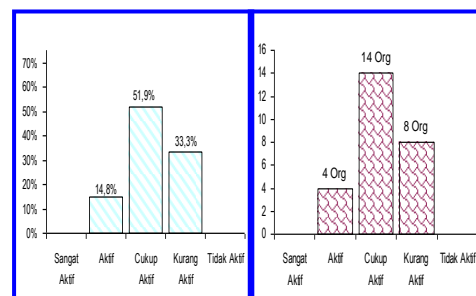 70%
60%
50%
40%
30%
20%
10%
0%
14,8%
51,9%
33,3%
Sangat Aktif
Aktif
Cukup Aktif
Kurang Aktif
Tidak Aktif
16
14
12
10
8
6
4
2
0
4 Org
14 Org
8 Org
Sangat Aktif
Aktif
Cukup Aktif
Kurang Aktif
Tidak Aktif